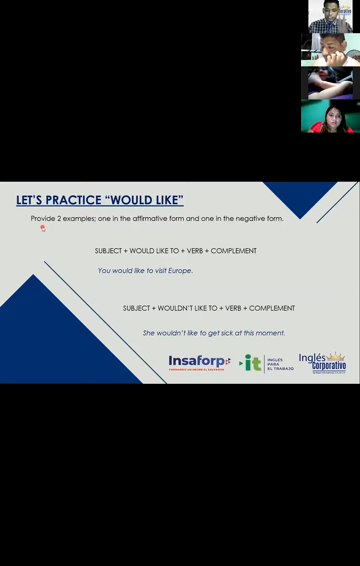 LET'S PRACTICE "WOULD LIKE"
Provide 2 examples; one in the affirmative form and one in the negative form.
SUBJECT + WOULD LIKE TO + VERB + COMPLEMENT
You would like to visit Europe.
SUBJECT + WOULDN'T LIKE TO + VERB + COMPLEMENT
She wouldn't like to get sick at this moment.
Insaforp
it
INGLÉS
PARA
EL TRABAJO
Inglés
Corporativo